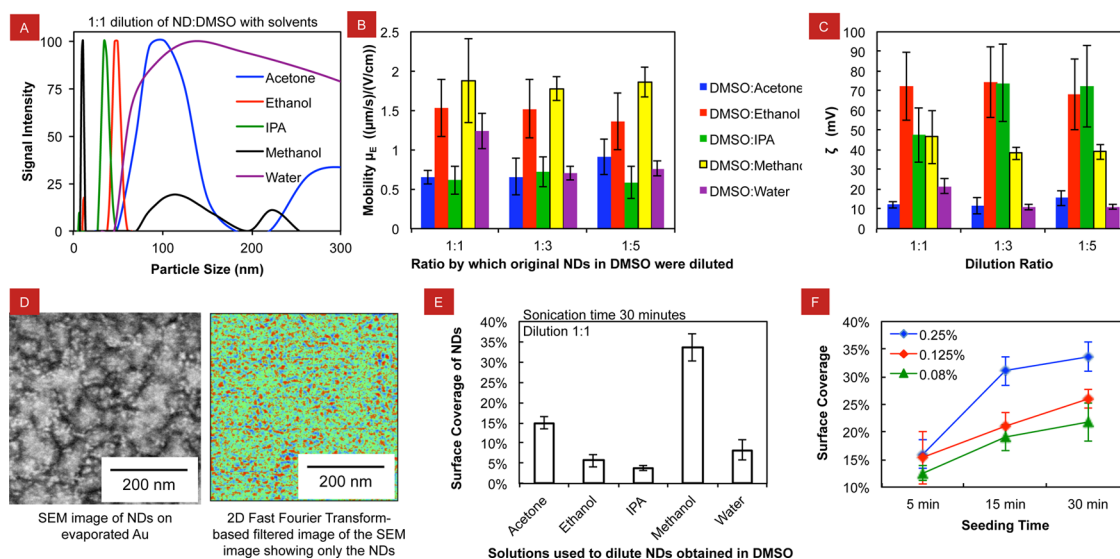 A
1:1 dilution of ND:DMSO with solvents
Signal Intensity
100
75
50
25
0
0
100
200
300
Particle Size (nm)
Acetone
Ethanol
IPA
Methanol
Water
B
Mobility μE ((μm/s)/(V/cm))
2.5
2
1.5
1
0.5
0
1:1
1:3
1:5
Ratio by which original NDs in DMSO were diluted
DMSO:Acetone
DMSO:Ethanol
DMSO:IPA
DMSO:Methano
DMSO:Water
C
ζ (mV)
100
90
80
70
60
50
40
30
20
10
0
1:1
1:3
1:5
Dilution Ratio
D
200 nm
200 nm
SEM image of NDs on
evaporated Au
2D Fast Fourier Transform-
based filtered image of the SEM
image showing only the NDs
E
Sonication time 30 minutes
Dilution 1:1
Surface Coverage of NDs
40%
35%
30%
25%
20%
15%
10%
5%
0%
Acetone
Ethanol
IPA
Methanol
Water
Solutions used to dilute NDs obtained in DMSO
F
Surface Coverage
40%
35%
30%
25%
20%
15%
10%
0.25%
0.125%
0.08%
5 min
15 min
30 min
Seeding Time